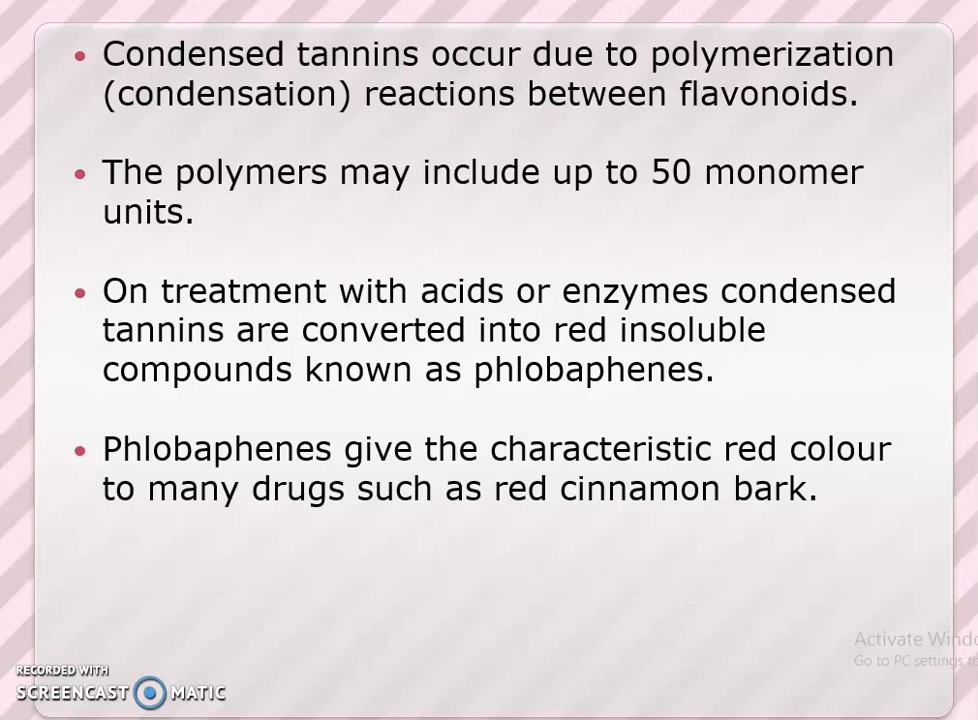 • Condensed tannins occur due to polymerization
(condensation) reactions between flavonoids.
• The polymers may include up to 50 monomer
units.
• On treatment with acids or enzymes condensed
tannins are converted into red insoluble
compounds known as phlobaphenes.
• Phlobaphenes give the characteristic red colour
to many drugs such as red cinnamon bark.
Activate Windo
Go to PC settings to
RECORDED WITH
SCREENCAST MATIC